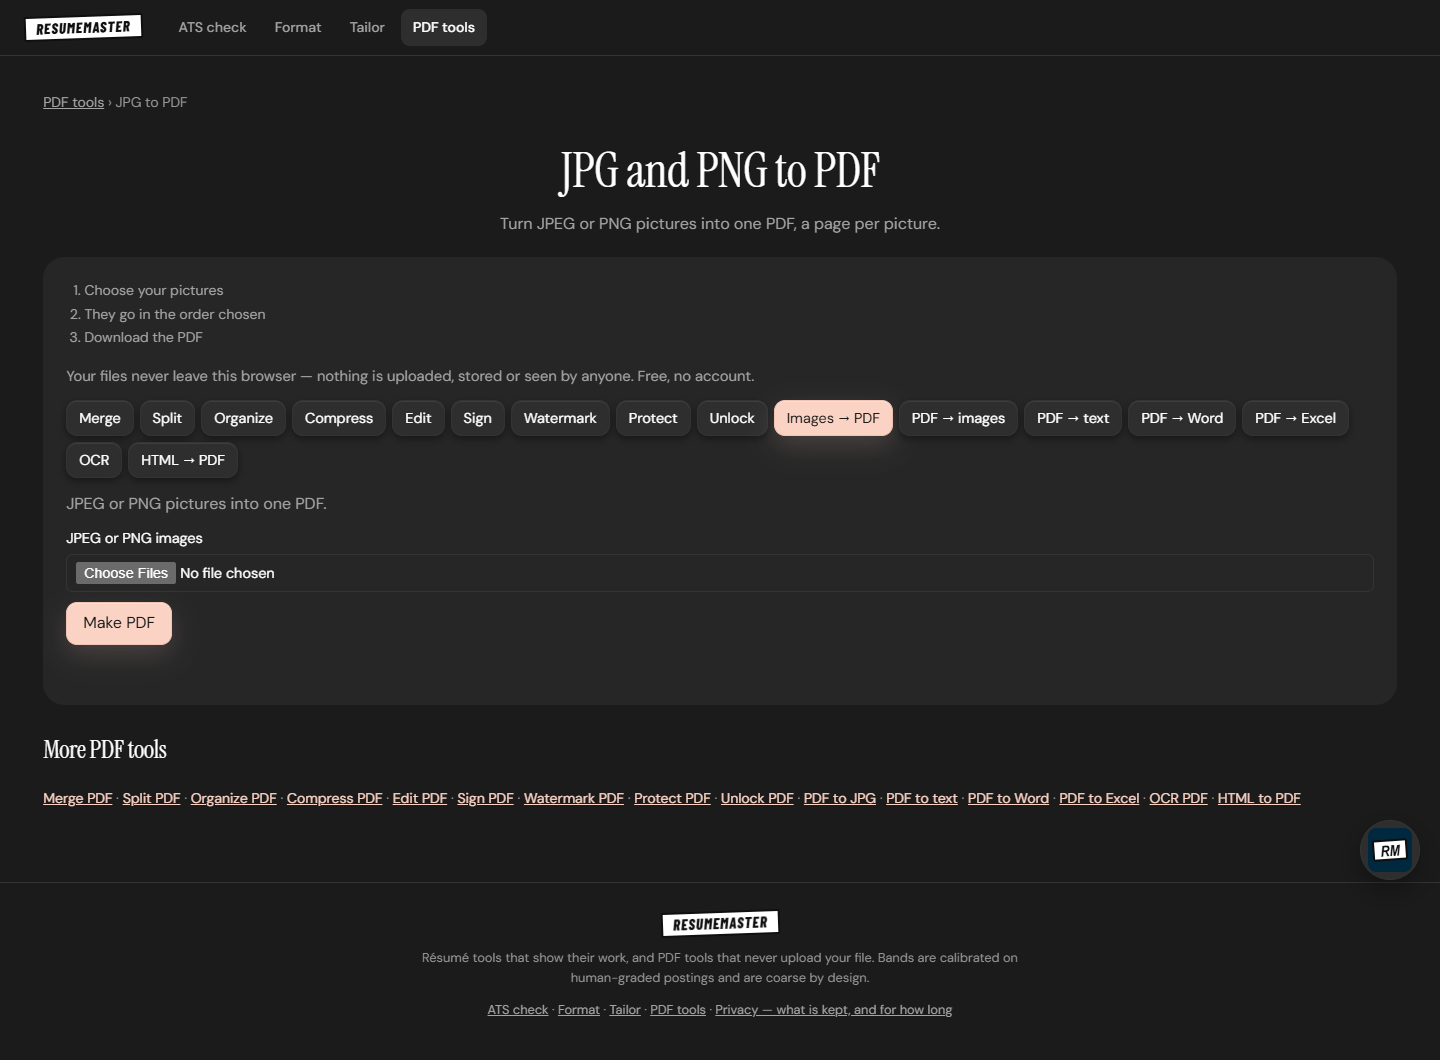 RESUMEMASTER ATS check Format Tailor PDF tools
PDF tools › JPG to PDF
JPG and PNG to PDF
Turn JPEG or PNG pictures into one PDF, a page per picture.
1. Choose your pictures
2. They go in the order chosen
3. Download the PDF
Your files never leave this browser — nothing is uploaded, stored or seen by anyone. Free, no account.
Merge Split Organize Compress Edit Sign Watermark Protect Unlock Images → PDF PDF → images PDF → text PDF → Word PDF → Excel
OCR HTML → PDF
JPEG or PNG pictures into one PDF.
JPEG or PNG images
Choose Files No file chosen
Make PDF
More PDF tools
Merge PDF · Split PDF · Organize PDF · Compress PDF · Edit PDF · Sign PDF · Watermark PDF · Protect PDF · Unlock PDF · PDF to JPG · PDF to text · PDF to Word · PDF to Excel · OCR PDF · HTML to PDF
RM
RESUMEMASTER
Résumé tools that show their work, and PDF tools that never upload your file. Bands are calibrated on
human-graded postings and are coarse by design.
ATS check · Format · Tailor · PDF tools · Privacy — what is kept, and for how long